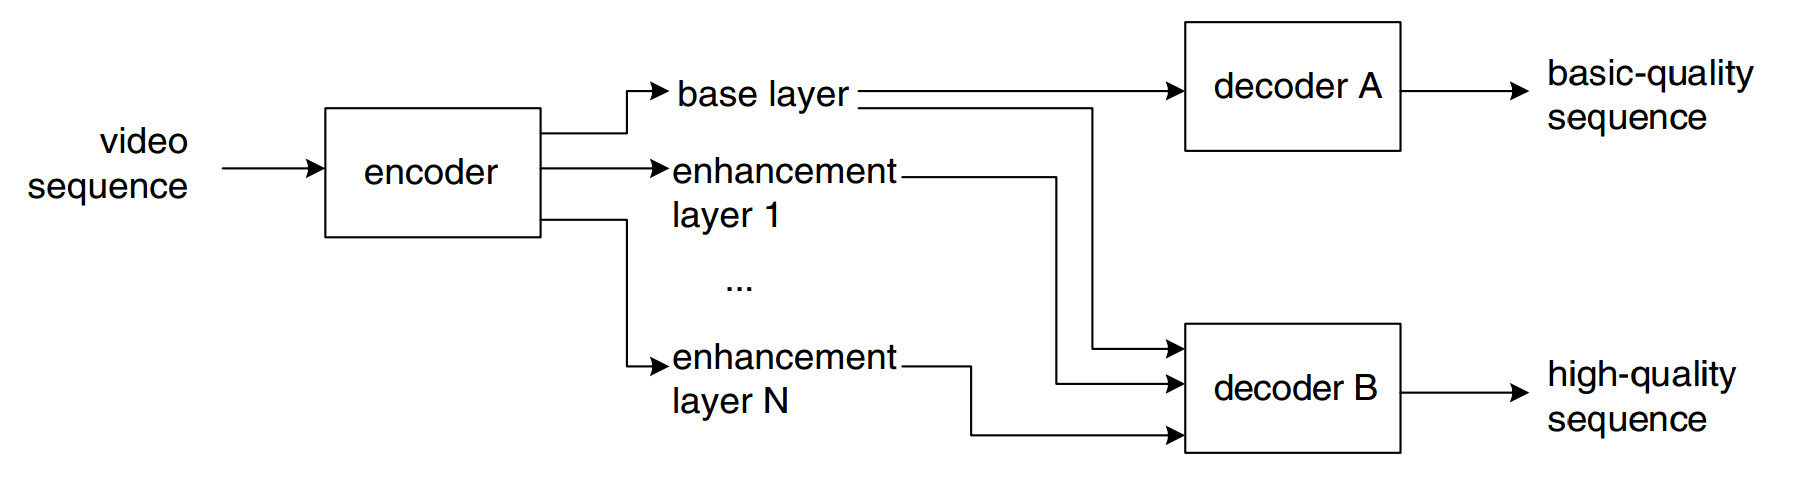 video
sequence
encoder
base layer
enhancement
layer 1
...
enhancement
layer N
decoder A
basic-quality
sequence
decoder B
high-quality
sequence